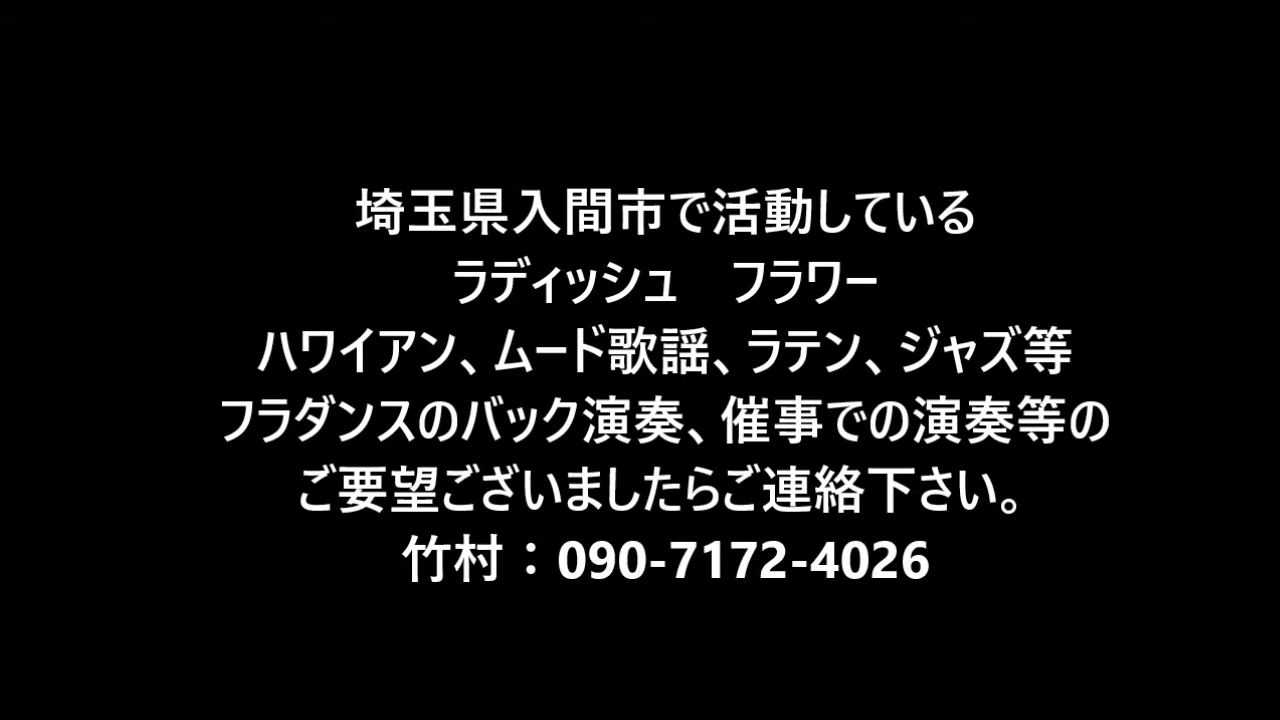 埼玉県入間市で活動している
ラディッシュ　フラワー
ハワイアン、ムード歌謡、ラテン、ジャズ等
フラダンスのバック演奏、催事での演奏等の
ご要望ございましたらご連絡下さい。
竹村：090-7172-4026